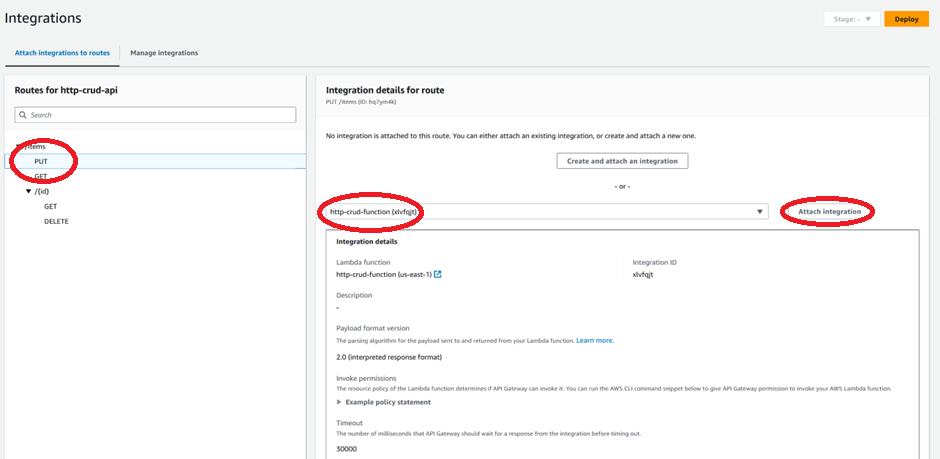 Integrations
Stage: -
Deploy
Attach integrations to routes
Manage integrations
Routes for http-crud-api
Search
/items
PUT
GET
/{id}
GET
DELETE
Integration details for route
PUT /items (ID: hq7ym4k)
No integration is attached to this route. You can either attach an existing integration, or create and attach a new one.
Create and attach an integration
- or -
http-crud-function (xlvfqjt)
Attach integration
Integration details
Lambda function
http-crud-function (us-east-1)
Integration ID
xlvfqjt
Description
-
Payload format version
The parsing algorithm for the payload sent to and returned from your Lambda function. Learn more.
2.0 (interpreted response format)
Invoke permissions
The resource policy of the Lambda function determines if API Gateway can invoke it. You can run the AWS CLI command snippet below to give API Gateway permission to invoke your AWS Lambda function.
Example policy statement
Timeout
The number of milliseconds that API Gateway should wait for a response from the integration before timing out.
30000